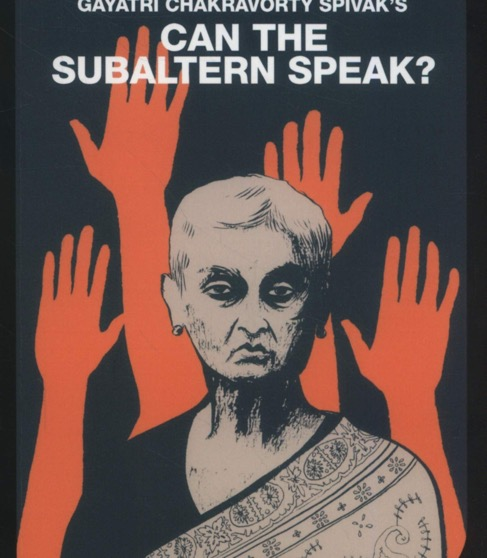 GAYATRI CHAKRAVORTY SPIVAK'S
CAN THE
SUBALTERN SPEAK?